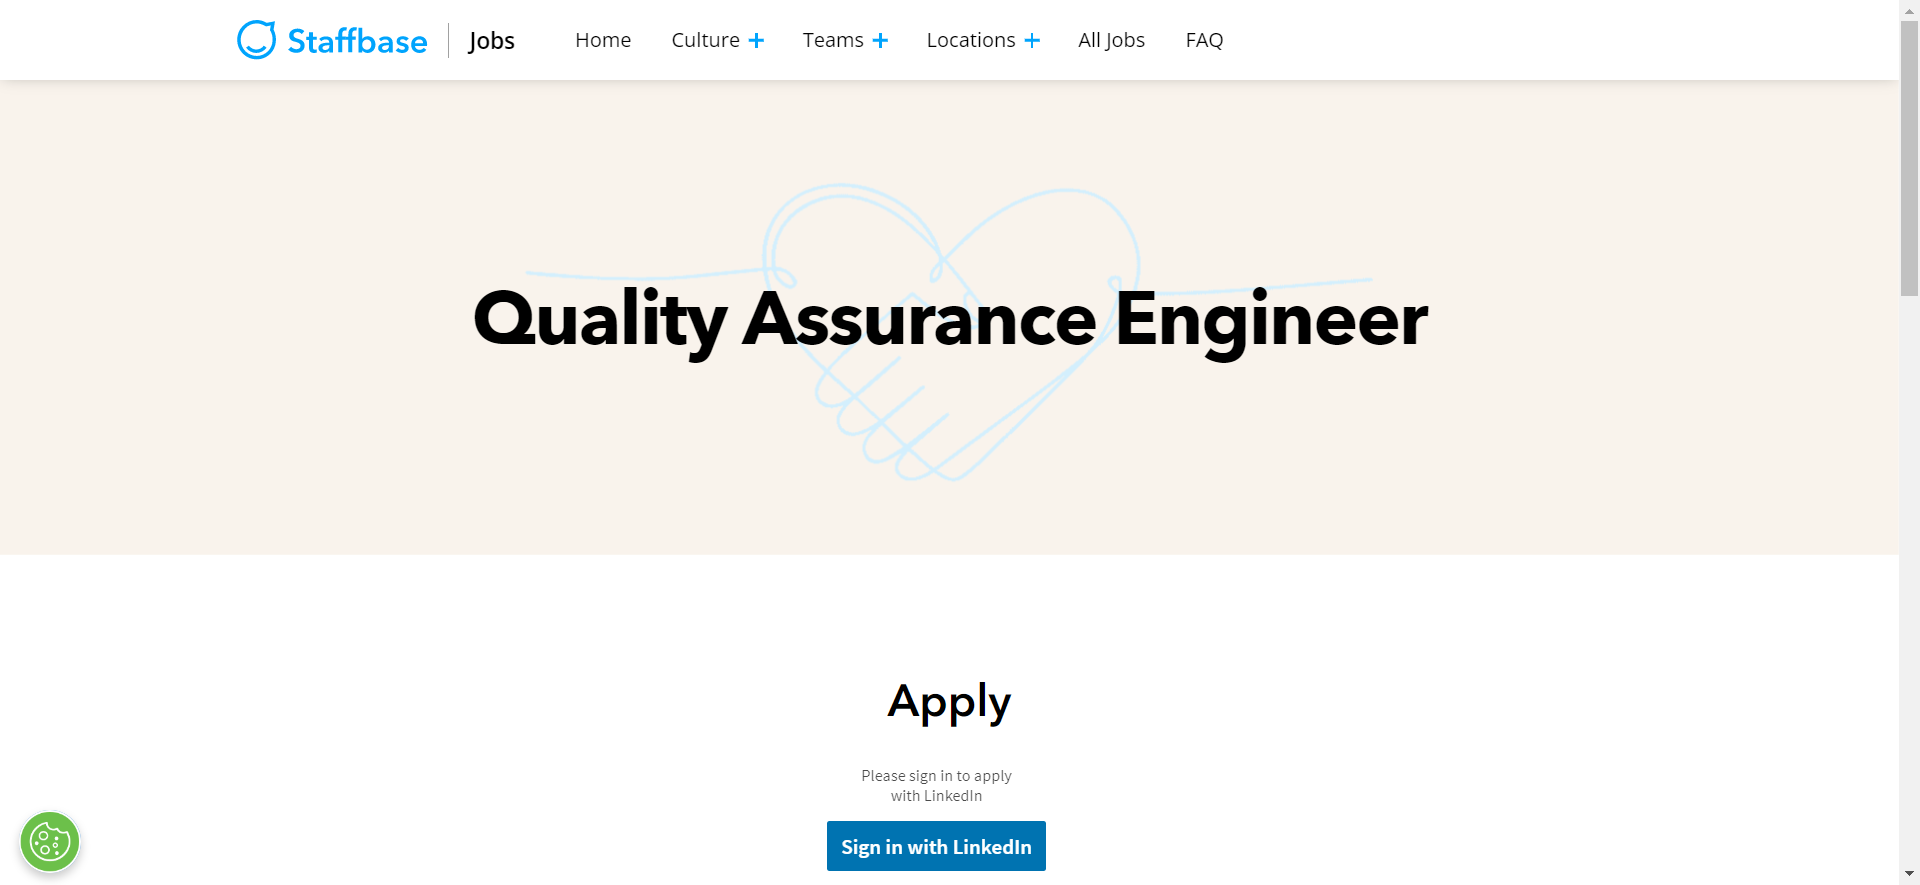 Staffbase Jobs Home Culture Teams Locations All Jobs FAQ
Quality Assurance Engineer
Apply
Please sign in to apply
with LinkedIn
Sign in with LinkedIn